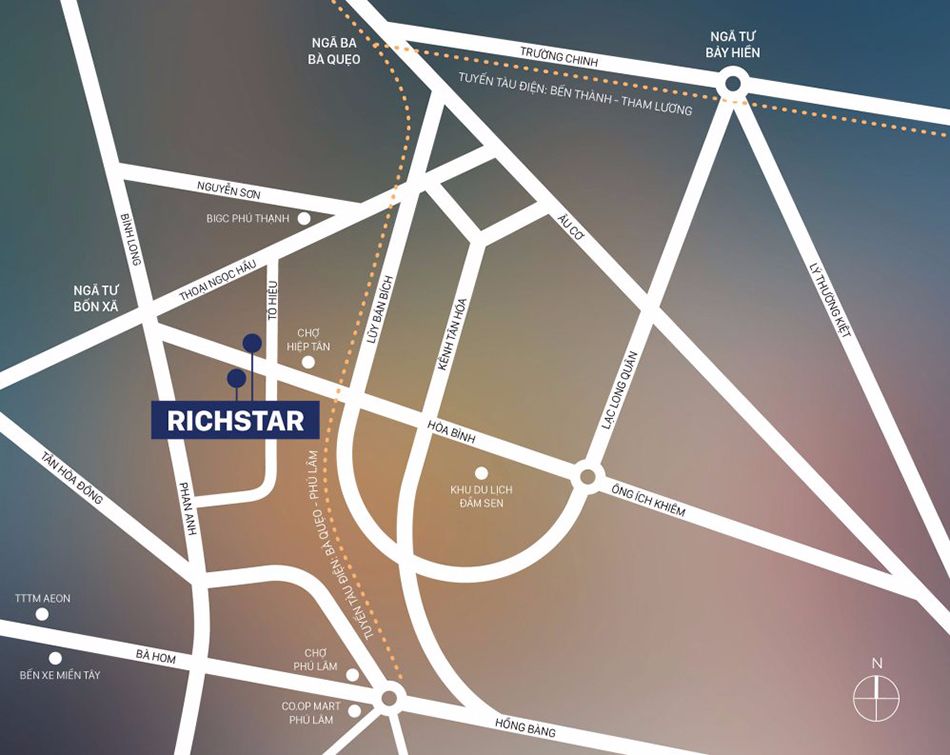 NGÃ BA
BÀ QUẸO
NGÃ TƯ
BẢY HIỀN
TRƯỜNG CHINH
TUYẾN TÀU ĐIỆN: BẾN THÀNH - THAM LƯƠNG
NGUYỄN SƠN
BIGC PHÚ THẠNH
BÌNH LONG
ÂU CƠ
THOẠI NGỌC HẦU
NGÃ TƯ
BỐN XÃ
TÔ HIỆU
LŨY BÁN BÍCH
KÊNH TÂN HÓA
LÝ THƯỜNG KIỆT
CHỢ
HIỆP TÂN
LẠC LONG QUÂN
RICHSTAR
HÒA BÌNH
TÂN HÒA ĐÔNG
PHAN ANH
KHU DU LỊCH
ĐẦM SEN
ÔNG ÍCH KHIÊM
TUYẾN TÀU ĐIỆN: BÀ QUẸO - PHÚ LÂM
TTTM AEON
BẾN XE MIỀN TÂY
BÀ HOM
CHỢ
PHÚ LÂM
CO.OP MART
PHÚ LÂM
HỒNG BÀNG
N